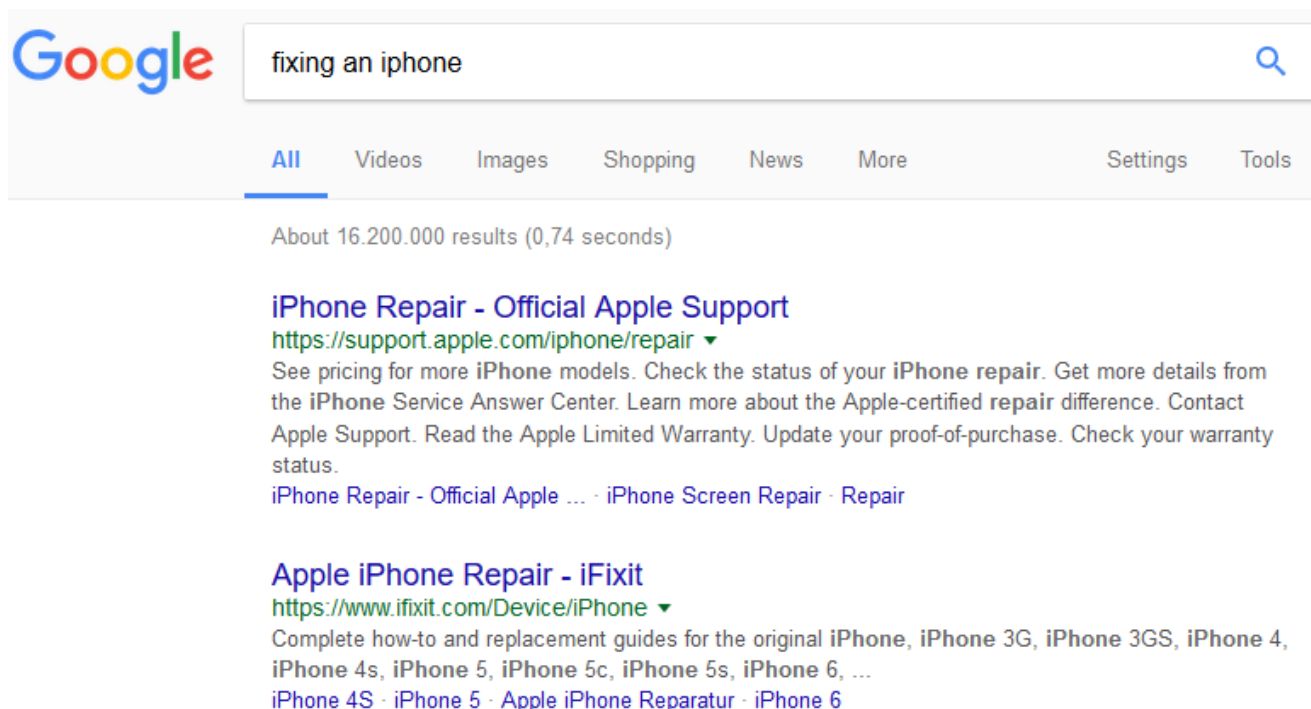 Google
fixing an iphone
All Videos Images Shopping News More Settings Tools
About 16.200.000 results (0,74 seconds)
iPhone Repair - Official Apple Support
https://support.apple.com/iphone/repair
See pricing for more iPhone models. Check the status of your iPhone repair. Get more details from
the iPhone Service Answer Center. Learn more about the Apple-certified repair difference. Contact
Apple Support. Read the Apple Limited Warranty. Update your proof-of-purchase. Check your warranty
status.
iPhone Repair - Official Apple ... · iPhone Screen Repair · Repair
Apple iPhone Repair - iFixit
https://www.ifixit.com/Device/iPhone
Complete how-to and replacement guides for the original iPhone, iPhone 3G, iPhone 3GS, iPhone 4,
iPhone 4s, iPhone 5, iPhone 5c, iPhone 5s, iPhone 6, ...
iPhone 4S · iPhone 5 · Apple iPhone Reparatur · iPhone 6